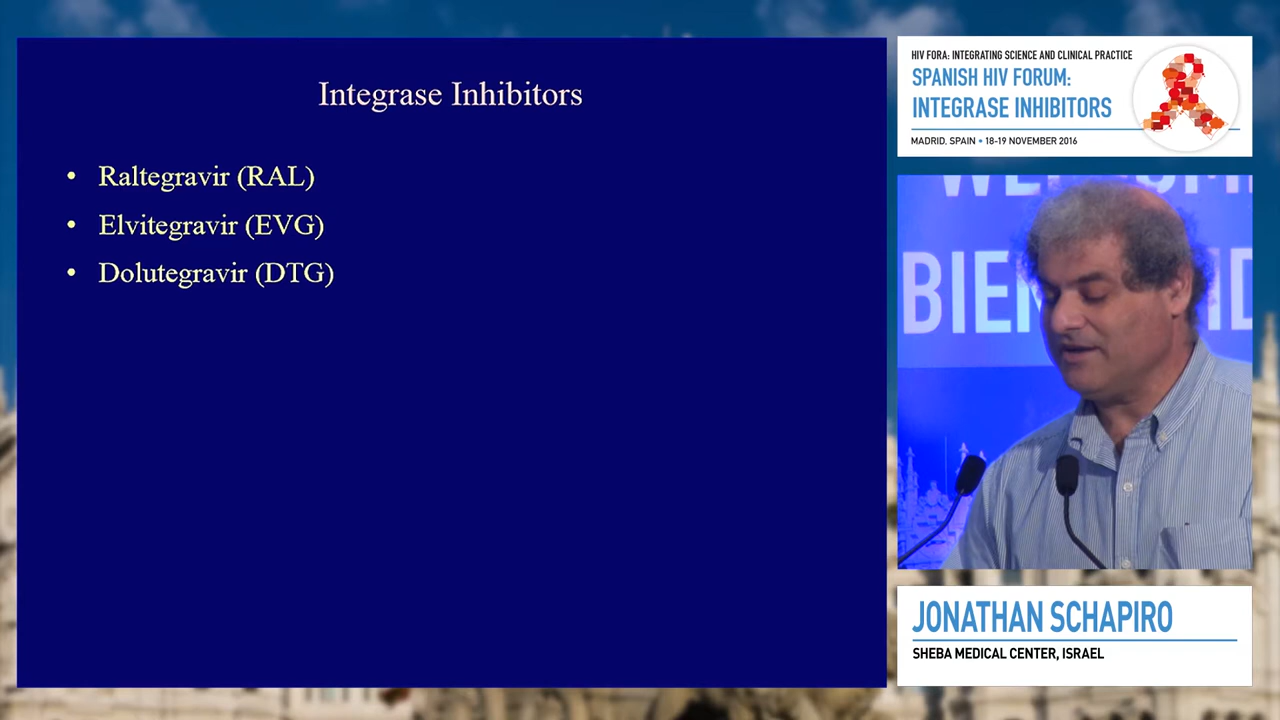 Integrase Inhibitors
• Raltegravir (RAL)
• Elvitegravir (EVG)
• Dolutegravir (DTG)
HIV FORA: INTEGRATING SCIENCE AND CLINICAL PRACTICE
SPANISH HIV FORUM:
INTEGRASE INHIBITORS
MADRID, SPAIN • 18-19 NOVEMBER 2016
JONATHAN SCHAPIRO
SHEBA MEDICAL CENTER, ISRAEL